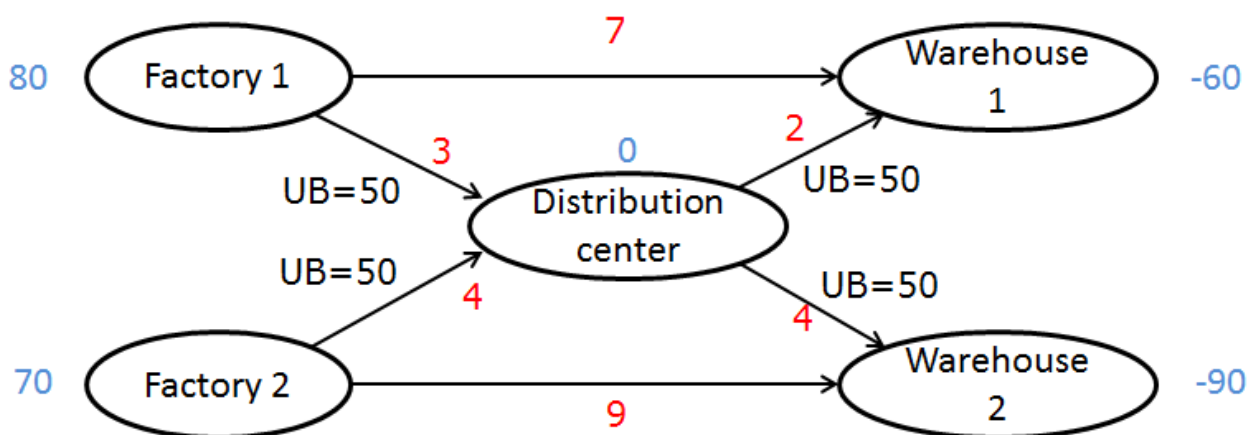 7
80
Factory 1
Warehouse
1
-60
3
0
2
UB=50
UB=50
Distribution
center
UB=50
4
UB=50
4
70
Factory 2
Warehouse
2
-90
9